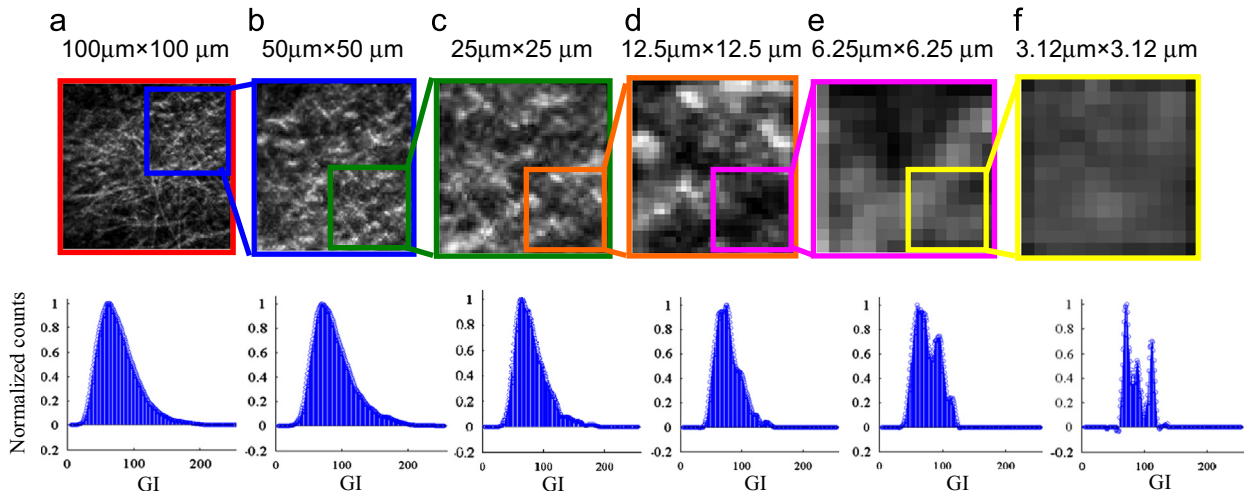 a b c d e f
100μm×100 μm 50μm×50 μm 25μm×25 μm 12.5μm×12.5 μm 6.25μm×6.25 μm 3.12μm×3.12 μm
Normalized counts
1 1 1 1 1 1
0.8 0.8 0.8 0.8 0.8 0.8
0.6 0.6 0.6 0.6 0.6 0.6
0.4 0.4 0.4 0.4 0.4 0.4
0.2 0.2 0.2 0.2 0.2 0.2
0 0 0 0 0 0
0.2 -0.2 -0.2 0.2 0.2 0.2
0 100 200 0 100 200 0 100 200 0 100 200 0 100 200 0 100 200
GI GI GI GI GI GI